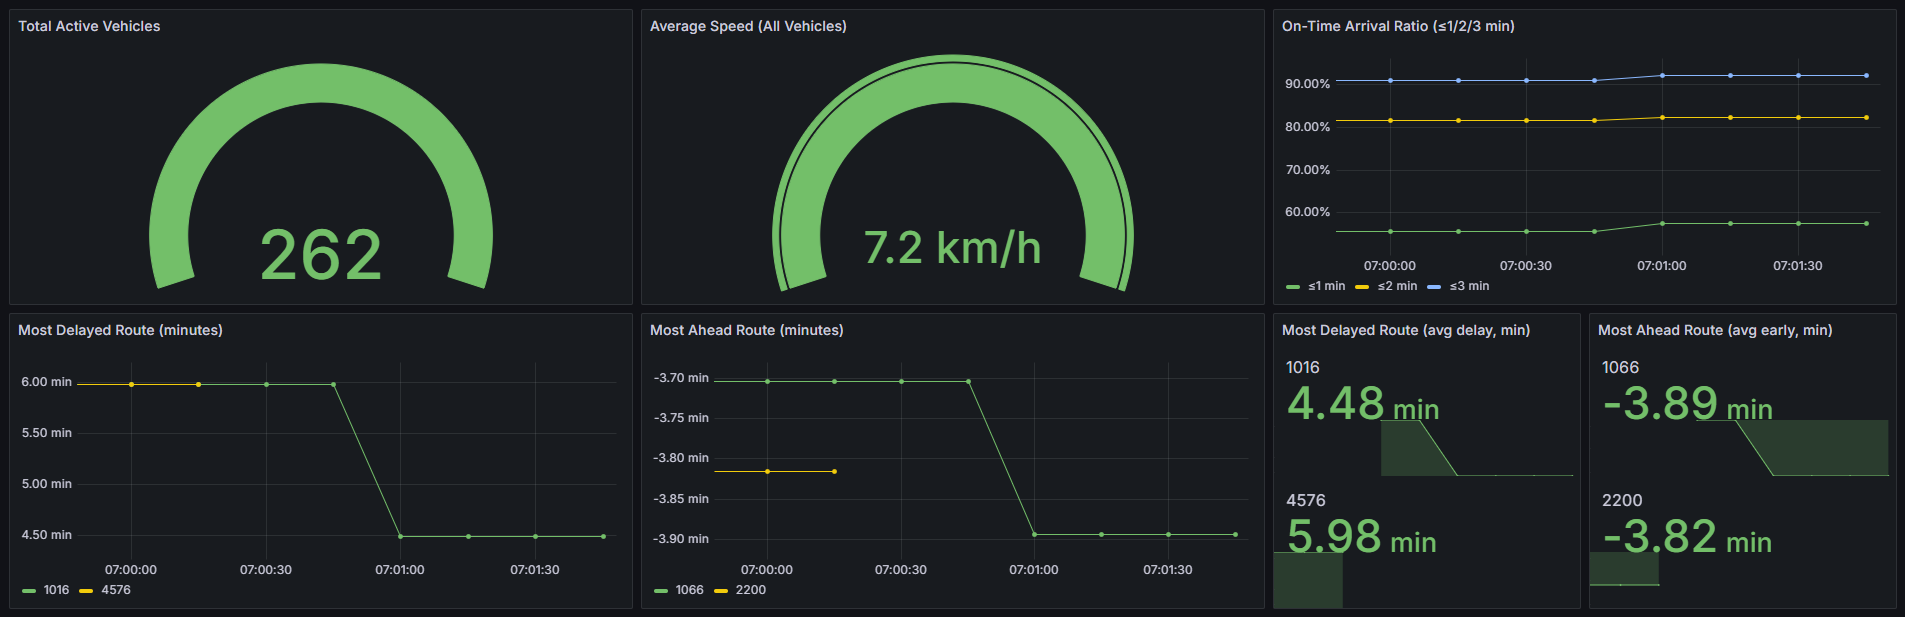 Total Active Vehicles
262
Average Speed (All Vehicles)
7.2 km/h
On-Time Arrival Ratio (≤1/2/3 min)
90.00%
80.00%
70.00%
60.00%
07:00:00 07:00:30 07:01:00 07:01:30
≤1 min ≤2 min ≤3 min
Most Delayed Route (minutes)
6.00 min
5.50 min
5.00 min
4.50 min
07:00:00 07:00:30 07:01:00 07:01:30
1016 4576
Most Ahead Route (minutes)
-3.70 min
-3.75 min
-3.80 min
-3.85 min
-3.90 min
07:00:00 07:00:30 07:01:00 07:01:30
1066 2200
Most Delayed Route (avg delay, min)
1016
4.48 min
4576
5.98 min
Most Ahead Route (avg early, min)
1066
-3.89 min
2200
-3.82 min